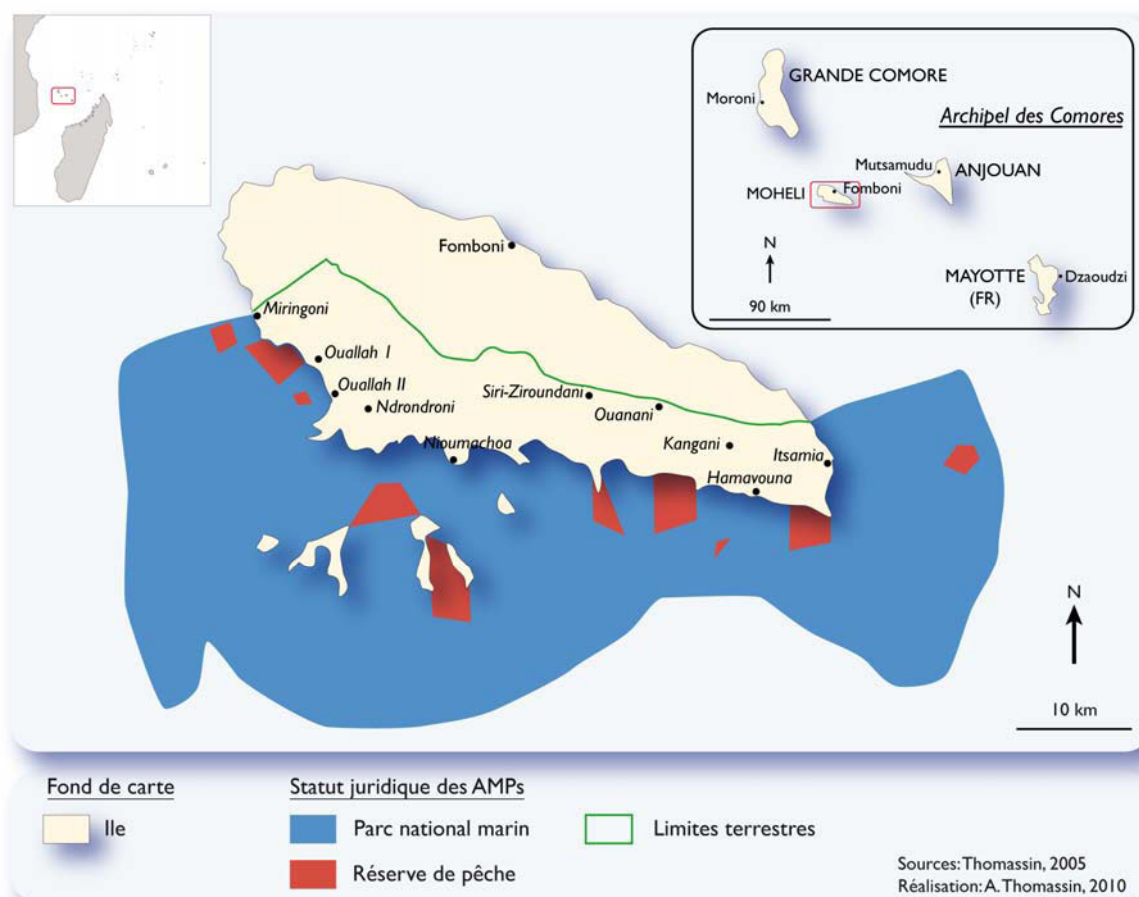 GRANDE COMORE
Moroni
Archipel des Comores
Mutsamudu
ANJOUAN
MOHELI
Fomboni
N
MAYOTTE
(FR)
Dzaoudzi
90 km
Fomboni
Miringoni
Ouallah I
Ouallah II
Ndrondroni
Siri-Ziroundani
Ouanani
Nioumachoa
Kangani
Itsamia
Hamavouna
N
10 km
Fond de carte
Ile
Statut juridique des AMPs
Parc national marin
Réserve de pêche
Limites terrestres
Sources: Thomassin, 2005
Réalisation: A. Thomassin, 2010